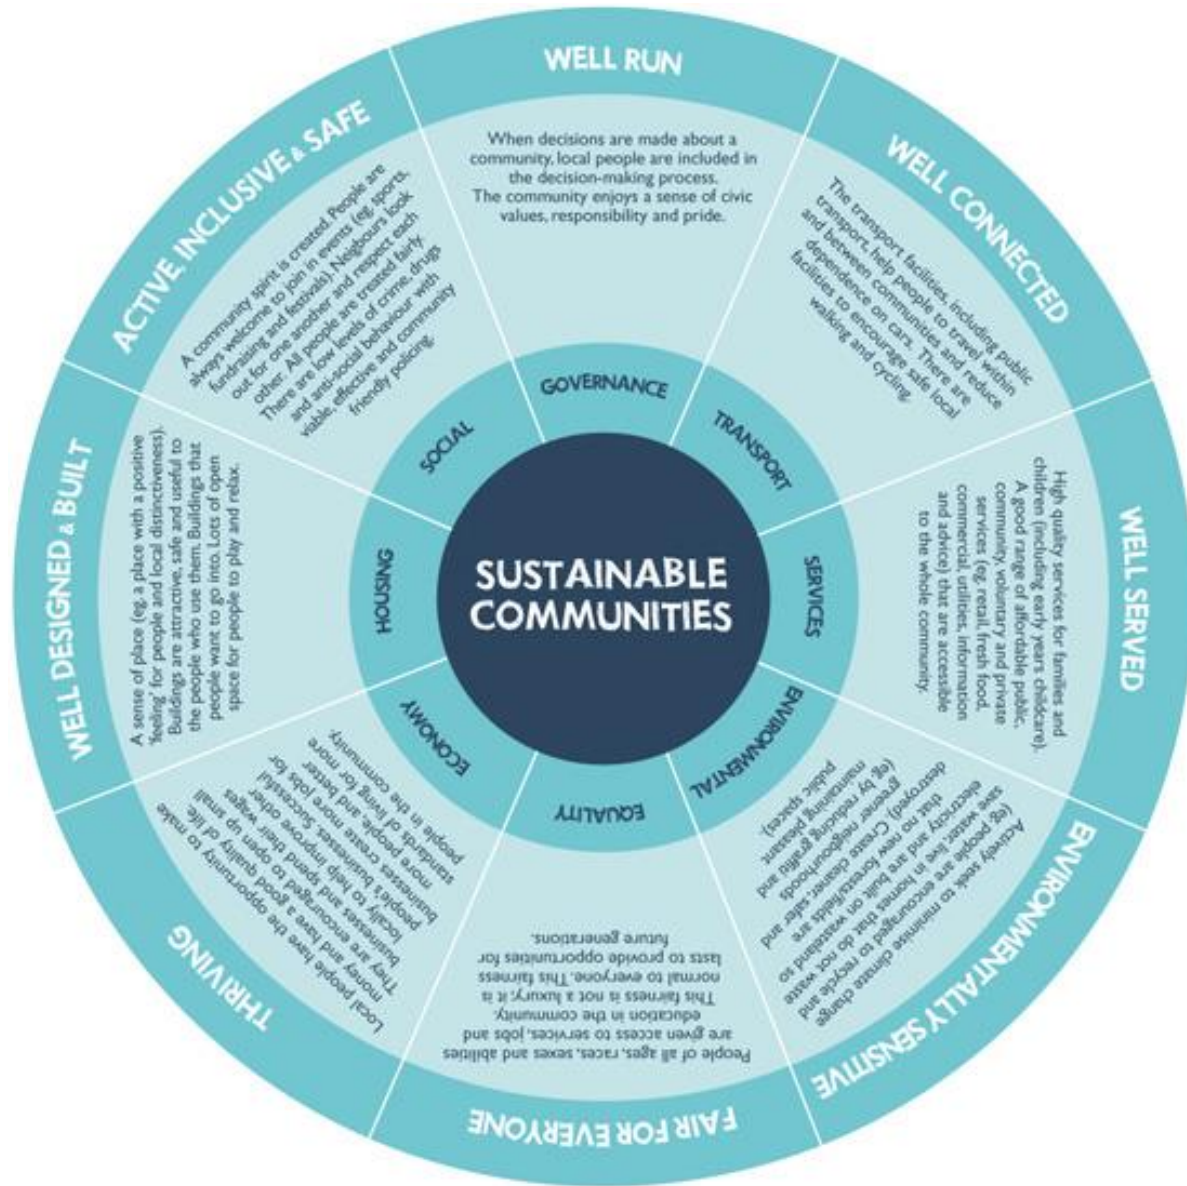 SUSTAINABLE
COMMUNITIES
WELL RUN
When decisions are made about a
community, local people are included in
the decision-making process.
The community enjoys a sense of civic
values, responsibility and pride.
GOVERNANCE
WELL CONNECTED
The transport facilities, including public
transport, help people to travel within
and between communities and reduce
dependence on cars. There are
facilities to encourage safe local
walking and cycling.
TRANSPORT
WELL SERVED
High quality services for families and
children (including early years childcare).
A good range of affordable public,
community, voluntary and private
services (eg, retail, fresh food,
commercial, utilities, information
and advice) that are accessible
to the whole community.
SERVICES
ENVIRONMENTALLY SENSITIVE
Actively seek to minimise climate change
(eg. people are encouraged to recycle and
save water, live in homes that do not waste
electricity and are built on wasteland so
that no new forests/fields are
destroyed). Create cleaner, safer and
greener neigbourhoods
(eg. by reducing graffiti and
maintaining pleasant
public spaces).
ENVIRONMENTAL
FAIR FOR EVERYONE
People of all ages, races, sexes and abilities
are given access to services, jobs and
education in the community.
This fairness is not a luxury; it is
normal to everyone. This fairness
lasts to provide opportunities for
future generations.
EQUALITY
THRIVING
Local people have the opportunity to make
money and have a good quality of life.
They are encouraged to open up small
businesses and spend their wages
locally to help improve other
people's businesses. Successful
businesses create more jobs for
more people, and better
standards of living for more
people in the community.
ECONOMY
WELL DESIGNED & BUILT
A sense of place (eg, a place with a positive
'feeling' for people and local distinctiveness).
Buildings are attractive, safe and useful to
the people who use them. Buildings that
people want to go into. Lots of open
space for people to play and relax.
HOUSING
ACTIVE, INCLUSIVE & SAFE
A community spirit is created. People are
always welcome to join in events (eg, sports,
fundraising and festivals). Neigbours look
out for one another and respect each
other. All people are treated fairly.
There are low levels of crime, drugs
and anti-social behaviour with
viable, effective and community
friendly policing.
SOCIAL